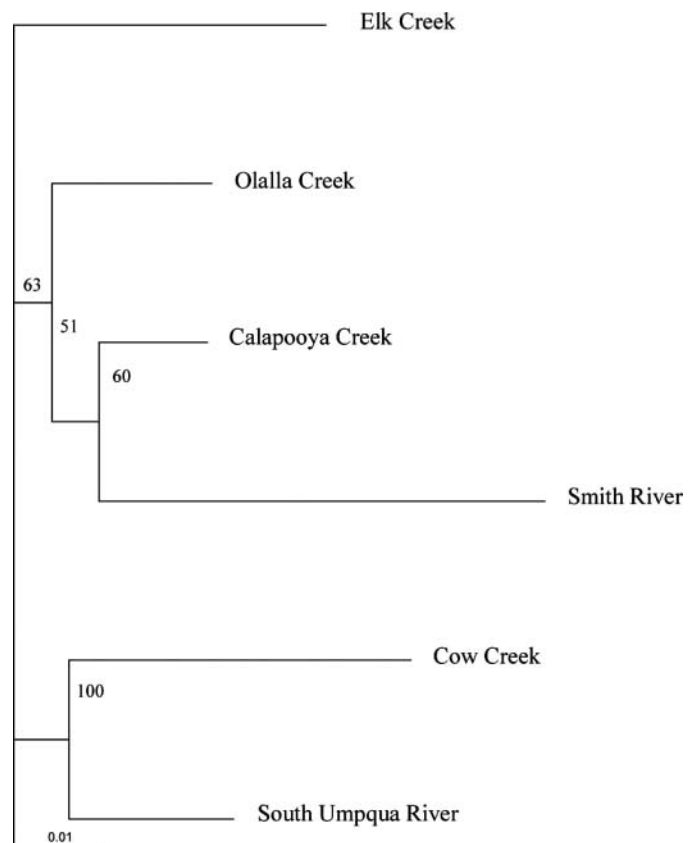 Elk Creek
Olalla Creek
63
51
Calapooya Creek
60
Smith River
Cow Creek
100
South Umpqua River
0.01